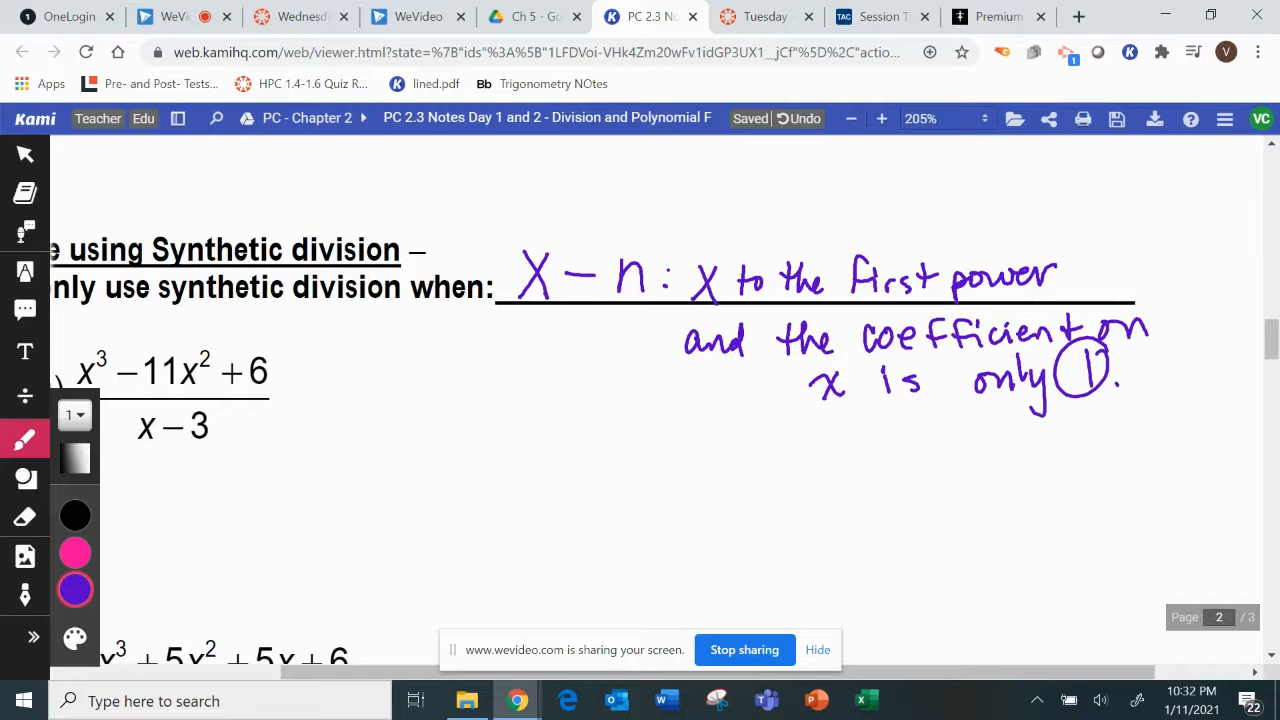 OneLogin
WeVi
Wednes
WeVideo
Ch 5 - Go
PC 2.3 No
Tuesday
Session T
Premium
web.kamihq.com/web/viewer.html?state=%7B"ids"%3A%5B"1LFDVoi-VHk4Zm20wFv1idGP3UX1_jCf"%5D%2C"actio...
V
Apps
Pre- and Post- Tests...
HPC 1.4-1.6 Quiz R...
lined.pdf
Bb Trigonometry NOtes
Kami
Teacher
Edu
PC - Chapter 2
PC 2.3 Notes Day 1 and 2 - Division and Polynomial F
Saved
Undo
205%
VC
e using Synthetic division –
nly use synthetic division when: X – n : X to the first power
and the coefficient on
x is only 1.
) x³ – 11x² + 6
x – 3
1
x³ + 5x² + 5x + 6
Page 2 / 3
www.wevideo.com is sharing your screen.
Stop sharing
Hide
Type here to search
10:32 PM
1/11/2021
22